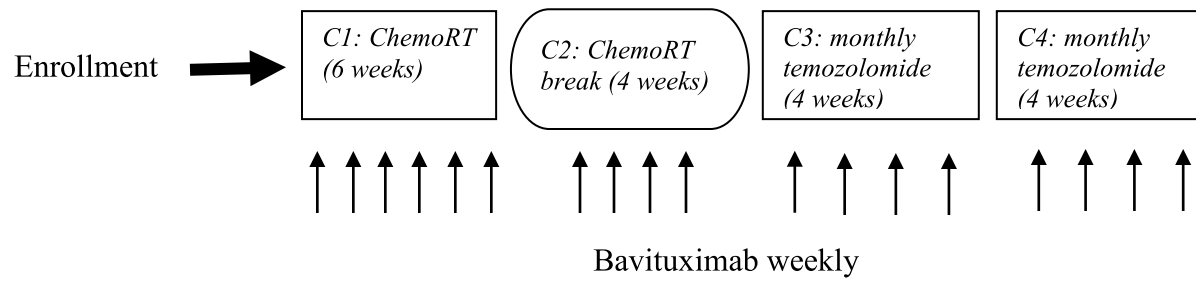 Enrollment
C1: ChemoRT
(6 weeks)
C2: ChemoRT
break (4 weeks)
C3: monthly
temozolomide
(4 weeks)
C4: monthly
temozolomide
(4 weeks)
Bavituximab weekly